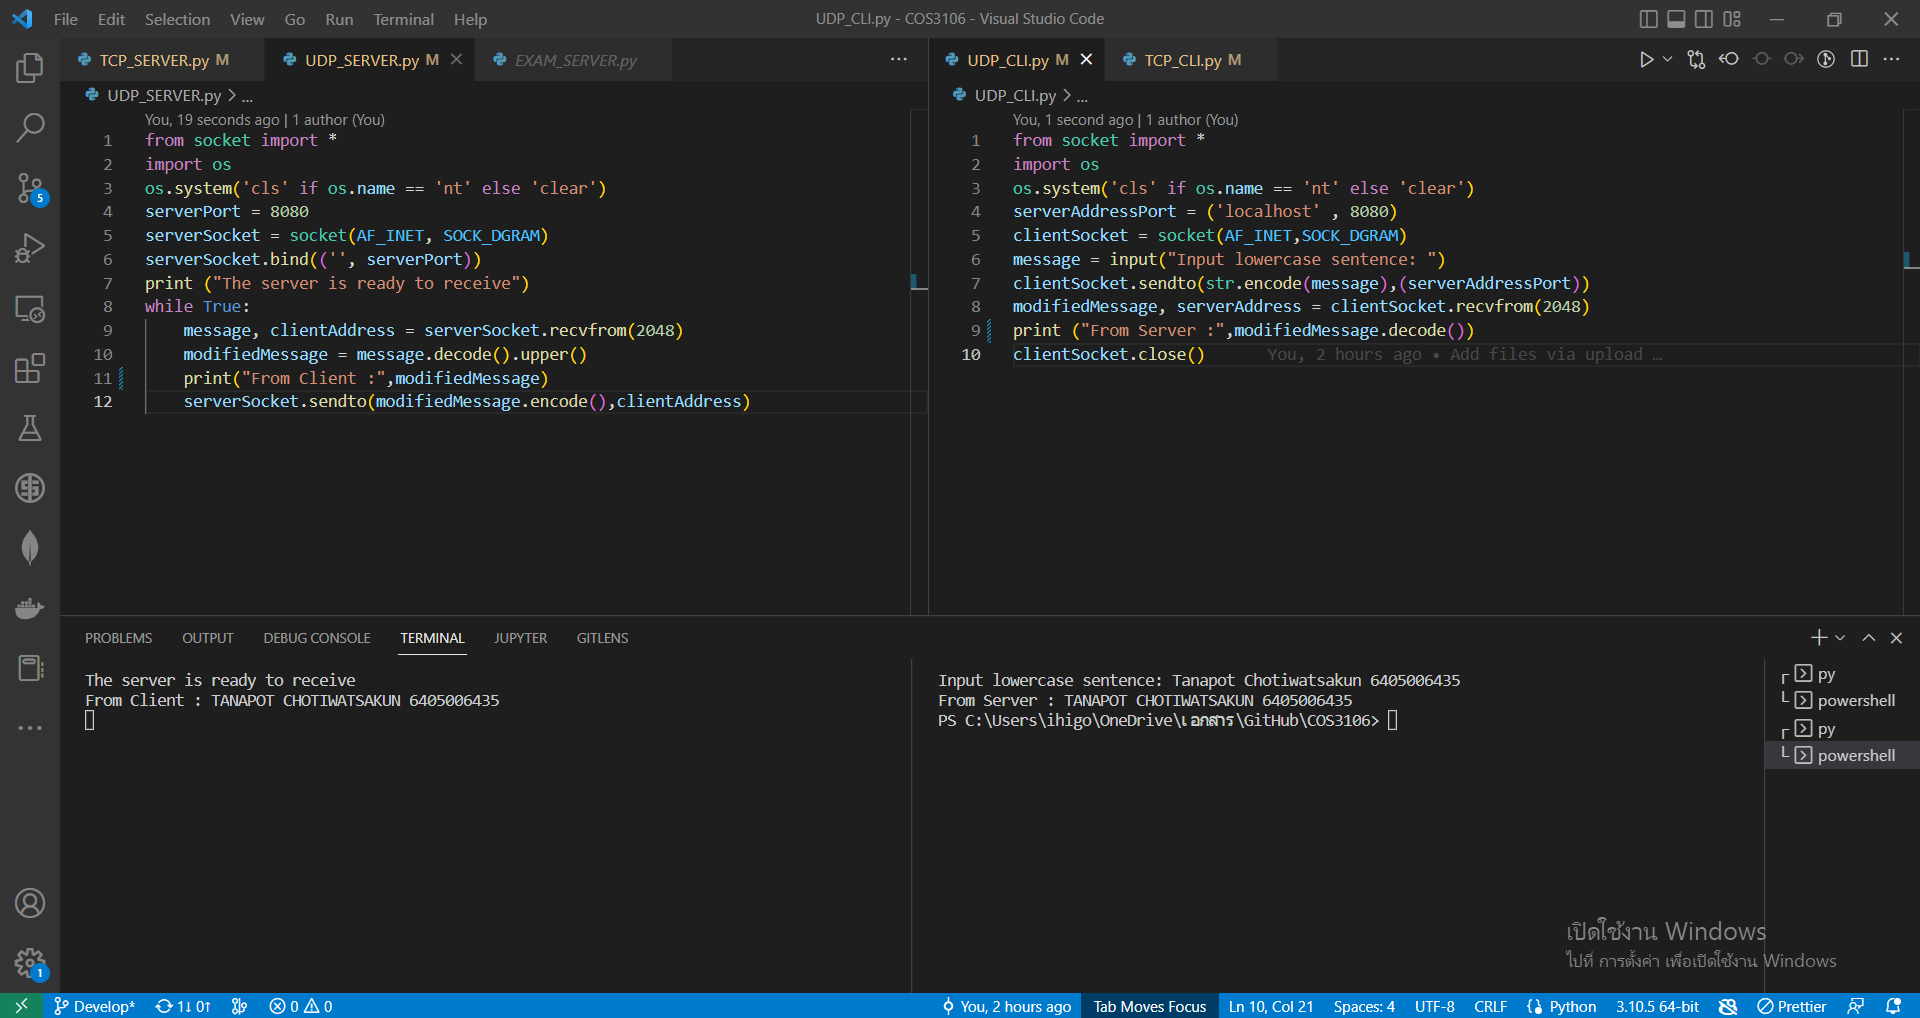 File Edit Selection View Go Run Terminal Help
UDP_CLI.py - COS3106 - Visual Studio Code
TCP_SERVER.py M
UDP_SERVER.py M
EXAM_SERVER.py
UDP_SERVER.py > ...
You, 19 seconds ago | 1 author (You)
1 from socket import *
2 import os
3 os.system('cls' if os.name == 'nt' else 'clear')
4 serverPort = 8080
5 serverSocket = socket(AF_INET, SOCK_DGRAM)
6 serverSocket.bind(('', serverPort))
7 print ("The server is ready to receive")
8 while True:
9 message, clientAddress = serverSocket.recvfrom(2048)
10 modifiedMessage = message.decode().upper()
11 print("From Client :",modifiedMessage)
12 serverSocket.sendto(modifiedMessage.encode(),clientAddress)
UDP_CLI.py M
TCP_CLI.py M
UDP_CLI.py > ...
You, 1 second ago | 1 author (You)
1 from socket import *
2 import os
3 os.system('cls' if os.name == 'nt' else 'clear')
4 serverAddressPort = ('localhost' , 8080)
5 clientSocket = socket(AF_INET,SOCK_DGRAM)
6 message = input("Input lowercase sentence: ")
7 clientSocket.sendto(str.encode(message),(serverAddressPort))
8 modifiedMessage, serverAddress = clientSocket.recvfrom(2048)
9 print ("From Server :",modifiedMessage.decode())
10 clientSocket.close() You, 2 hours ago • Add files via upload …
5
1
PROBLEMS OUTPUT DEBUG CONSOLE TERMINAL JUPYTER GITLENS
The server is ready to receive
From Client : TANAPOT CHOTIWATSAKUN 6405006435
Input lowercase sentence: Tanapot Chotiwatsakun 6405006435
From Server : TANAPOT CHOTIWATSAKUN 6405006435
PS C:\Users\ihigo\OneDrive\เอกสาร\GitHub\COS3106>
py
powershell
py
powershell
เปิดใช้งาน Windows
ไปที่ การตั้งค่า เพื่อเปิดใช้งาน Windows
Develop* 1↓ 0↑ 0 0 You, 2 hours ago Tab Moves Focus Ln 10, Col 21 Spaces: 4 UTF-8 CRLF Python 3.10.5 64-bit Prettier